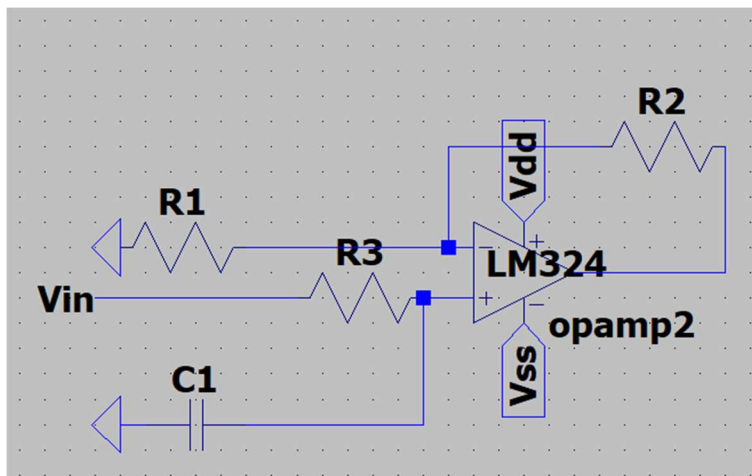 R2
Vdd
R1
R3
LM324
Vin
opamp2
Vss
C1